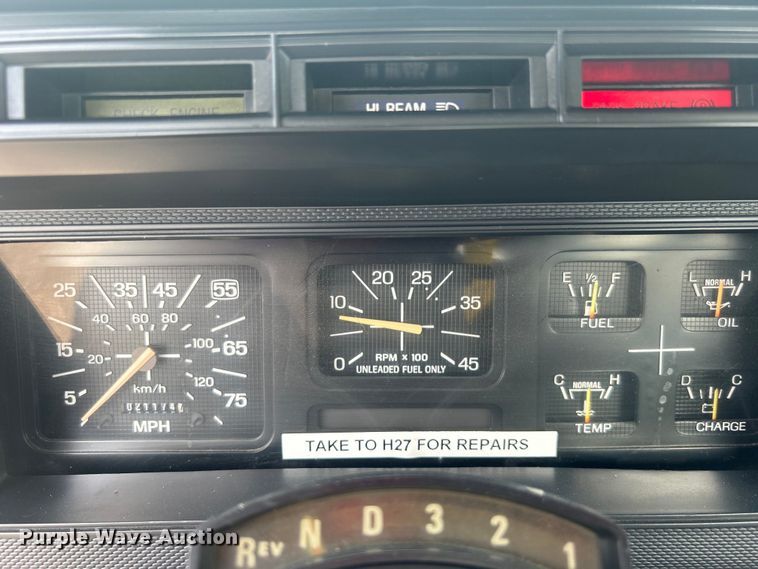 CHECK ENGINE
HI BEAM
BRAKE
5 15 25 35 45 55 65 75
20 40 60 80 100 120
km/h
MPH
0 10 20 25 35 45
RPM × 100
UNLEADED FUEL ONLY
E 1/2 F
FUEL
L NORMAL H
OIL
C NORMAL H
TEMP
D C C
CHARGE
TAKE TO H27 FOR REPAIRS
REV N D 3 2 1
Purple Wave Auction